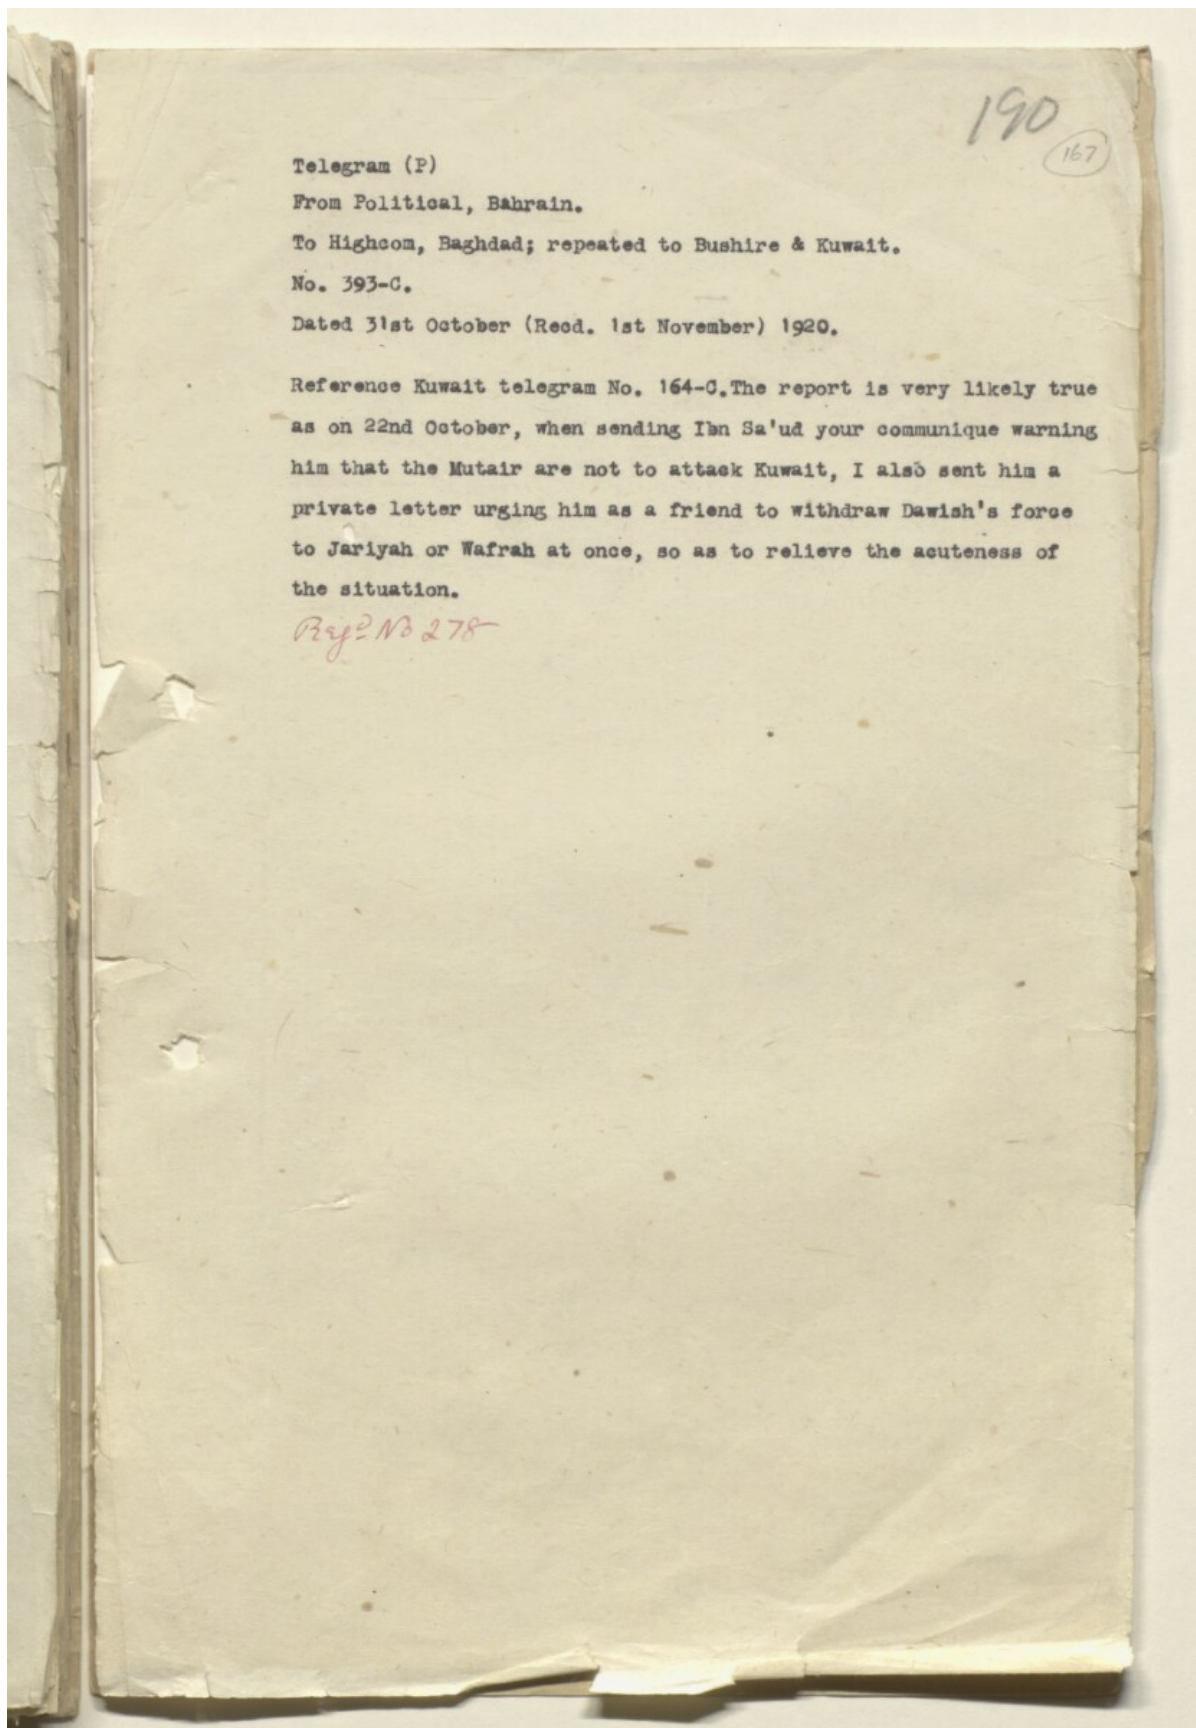 190
167
Telegram (P)
From Political, Bahrain.
To Highcom, Baghdad; repeated to Bushire & Kuwait.
No. 393-C.
Dated 31st October (Recd. 1st November) 1920.
Reference Kuwait telegram No. 164-C.The report is very likely true
as on 22nd October, when sending Ibn Sa'ud your communique warning
him that the Mutair are not to attack Kuwait, I also sent him a
private letter urging him as a friend to withdraw Dawish's force
to Jariyah or Wafrah at once, so as to relieve the acuteness of
the situation.
Regd No 278